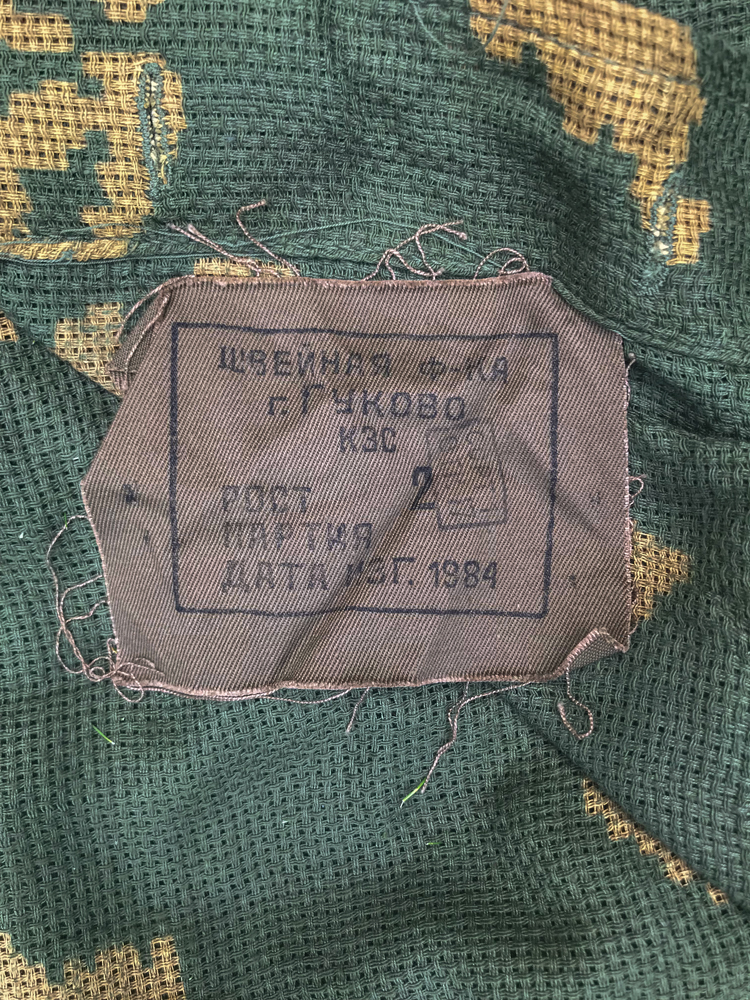 ШВЕЙНАЯ Ф-КА
г. ГУКОВО
КЗС
РОСТ 2
ПАРТИЯ
ДАТА ИЗГ. 1984